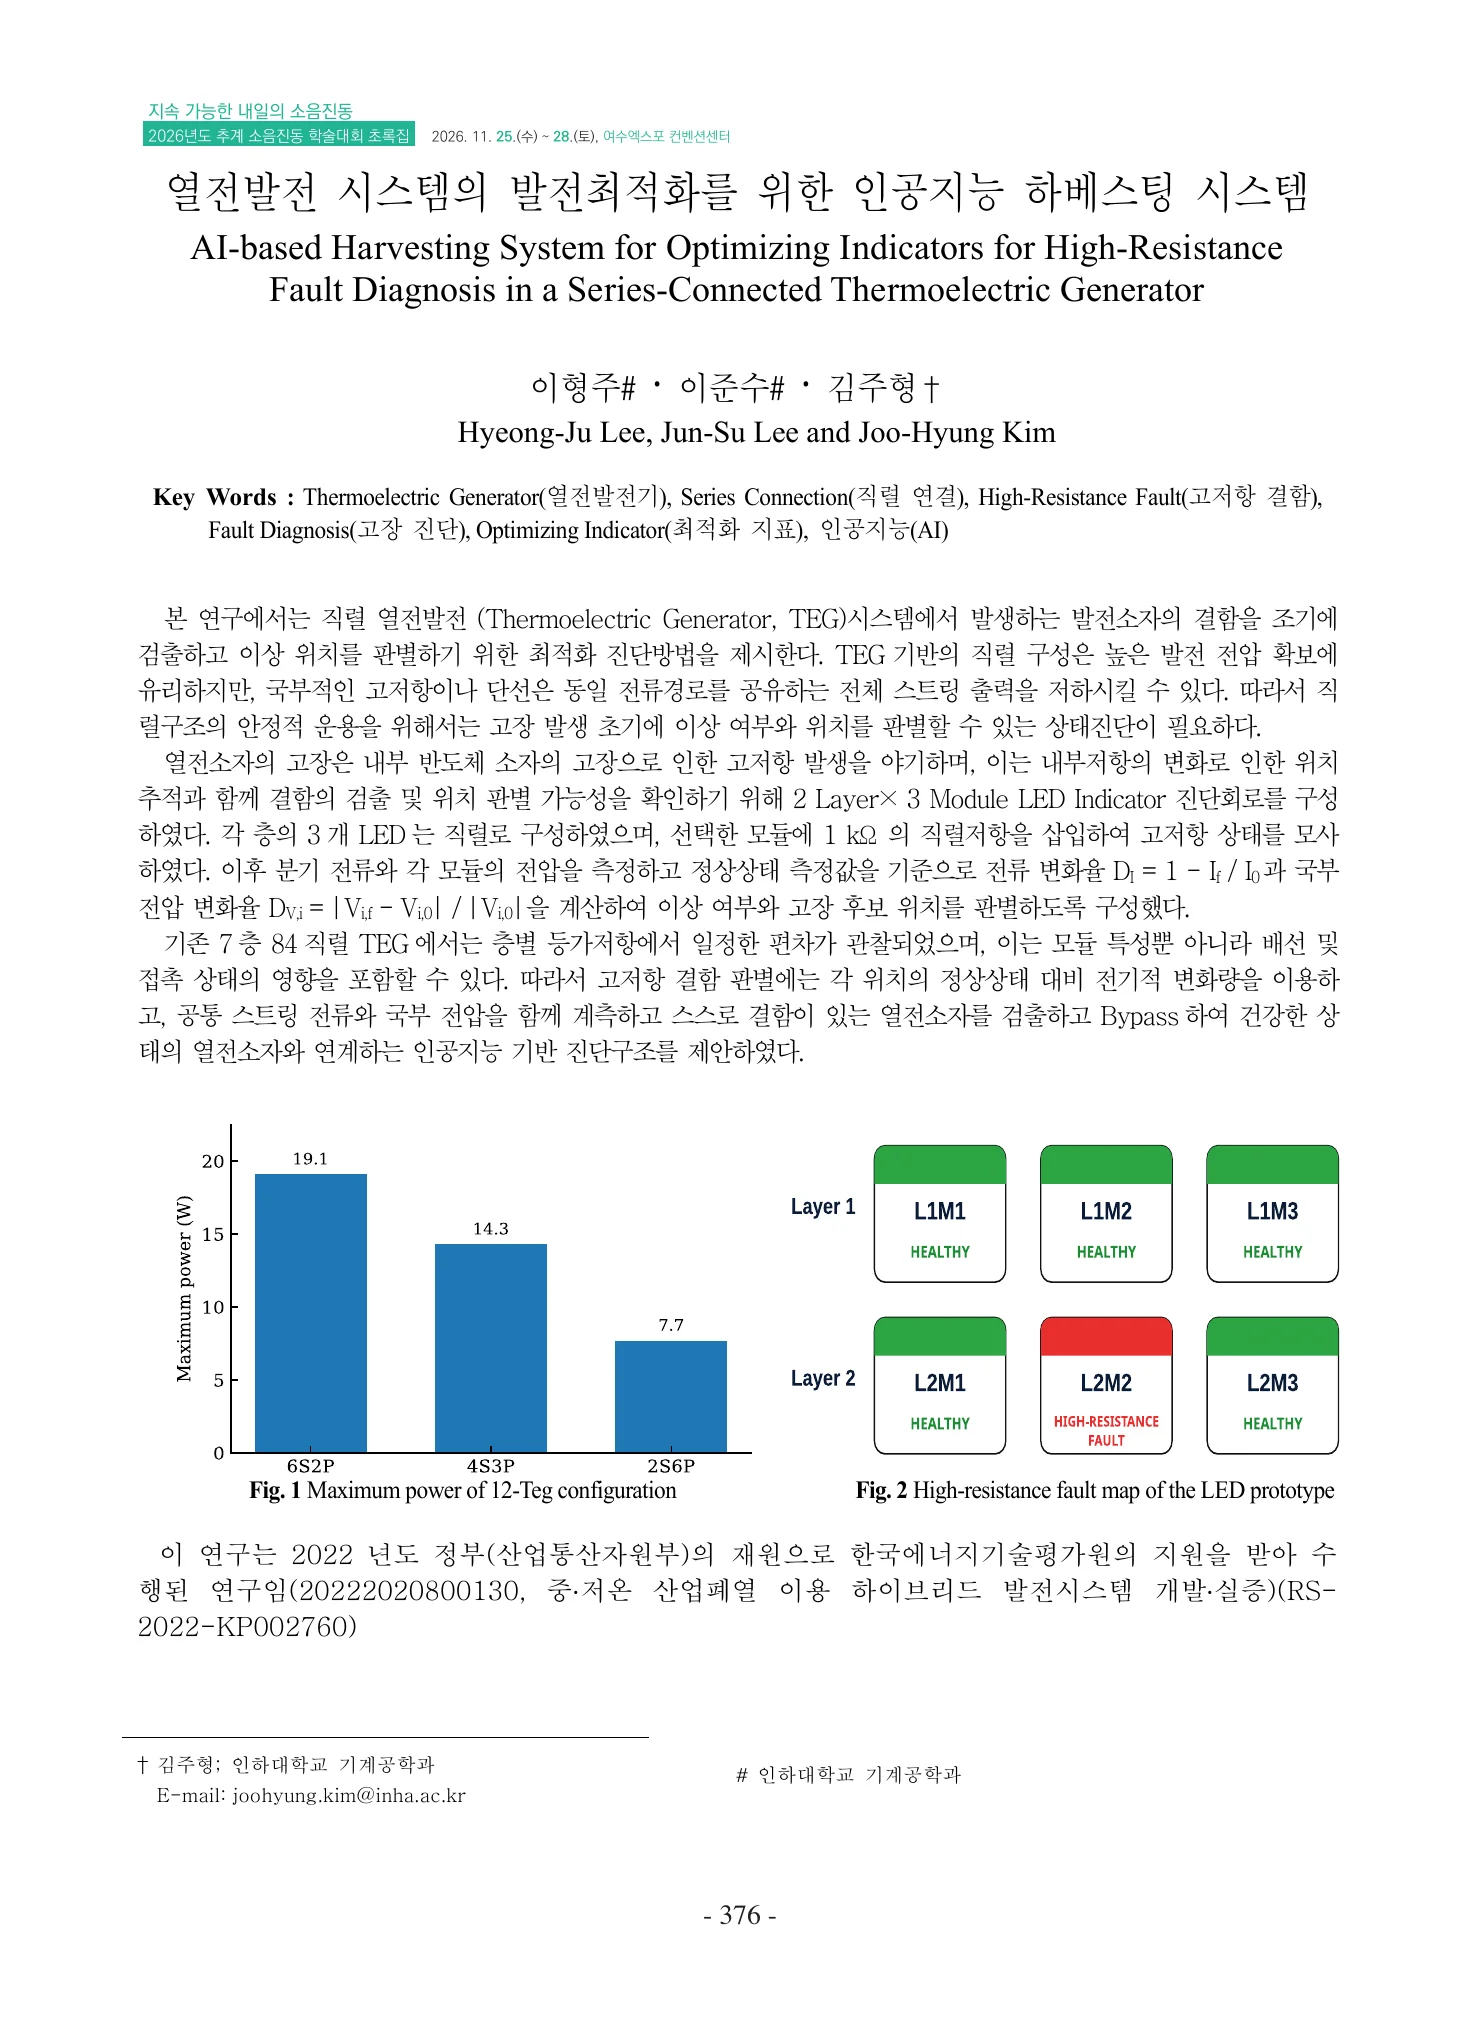 지속 가능한 내일의 소음진동
2026년도 추계 소음진동 학술대회 초록집 2026. 11. 25.(수) ~ 28.(토), 여수엑스포 컨벤션센터
열전발전 시스템의 발전최적화를 위한 인공지능 하베스팅 시스템
AI-based Harvesting System for Optimizing Indicators for High-Resistance
Fault Diagnosis in a Series-Connected Thermoelectric Generator
이형주# · 이준수# · 김주형†
Hyeong-Ju Lee, Jun-Su Lee and Joo-Hyung Kim
Key Words : Thermoelectric Generator(열전발전기), Series Connection(직렬 연결), High-Resistance Fault(고저항 결함),
Fault Diagnosis(고장 진단), Optimizing Indicator(최적화 지표), 인공지능(AI)
본 연구에서는 직렬 열전발전 (Thermoelectric Generator, TEG)시스템에서 발생하는 발전소자의 결함을 조기에
검출하고 이상 위치를 판별하기 위한 최적화 진단방법을 제시한다. TEG 기반의 직렬 구성은 높은 발전 전압 확보에
유리하지만, 국부적인 고저항이나 단선은 동일 전류경로를 공유하는 전체 스트링 출력을 저하시킬 수 있다. 따라서 직
렬구조의 안정적 운용을 위해서는 고장 발생 초기에 이상 여부와 위치를 판별할 수 있는 상태진단이 필요하다.
열전소자의 고장은 내부 반도체 소자의 고장으로 인한 고저항 발생을 야기하며, 이는 내부저항의 변화로 인한 위치
추적과 함께 결함의 검출 및 위치 판별 가능성을 확인하기 위해 2 Layer× 3 Module LED Indicator 진단회로를 구성
하였다. 각 층의 3 개 LED 는 직렬로 구성하였으며, 선택한 모듈에 1 kΩ 의 직렬저항을 삽입하여 고저항 상태를 모사
하였다. 이후 분기 전류와 각 모듈의 전압을 측정하고 정상상태 측정값을 기준으로 전류 변화율 D_I = 1 - I_f / I_0 과 국부
전압 변화율 D_V,i = |V_i,f - V_i,0| / |V_i,0| 을 계산하여 이상 여부와 고장 후보 위치를 판별하도록 구성했다.
기존 7 층 84 직렬 TEG 에서는 층별 등가저항에서 일정한 편차가 관찰되었으며, 이는 모듈 특성뿐 아니라 배선 및
접촉 상태의 영향을 포함할 수 있다. 따라서 고저항 결함 판별에는 각 위치의 정상상태 대비 전기적 변화량을 이용하
고, 공통 스트링 전류와 국부 전압을 함께 계측하고 스스로 결함이 있는 열전소자를 검출하고 Bypass 하여 건강한 상
태의 열전소자와 연계하는 인공지능 기반 진단구조를 제안하였다.
Maximum power (W)
20
15
10
5
0
19.1
14.3
7.7
6S2P 4S3P 2S6P
Fig. 1 Maximum power of 12-Teg configuration
Layer 1
L1M1 L1M2 L1M3
HEALTHY HEALTHY HEALTHY
Layer 2
L2M1 L2M2 L2M3
HEALTHY HIGH-RESISTANCE FAULT HEALTHY
Fig. 2 High-resistance fault map of the LED prototype
이 연구는 2022 년도 정부(산업통산자원부)의 재원으로 한국에너지기술평가원의 지원을 받아 수
행된 연구임(20222020800130, 중·저온 산업폐열 이용 하이브리드 발전시스템 개발·실증)(RS-
2022-KP002760)
† 김주형; 인하대학교 기계공학과
E-mail: joohyung.kim@inha.ac.kr
# 인하대학교 기계공학과
- 376 -